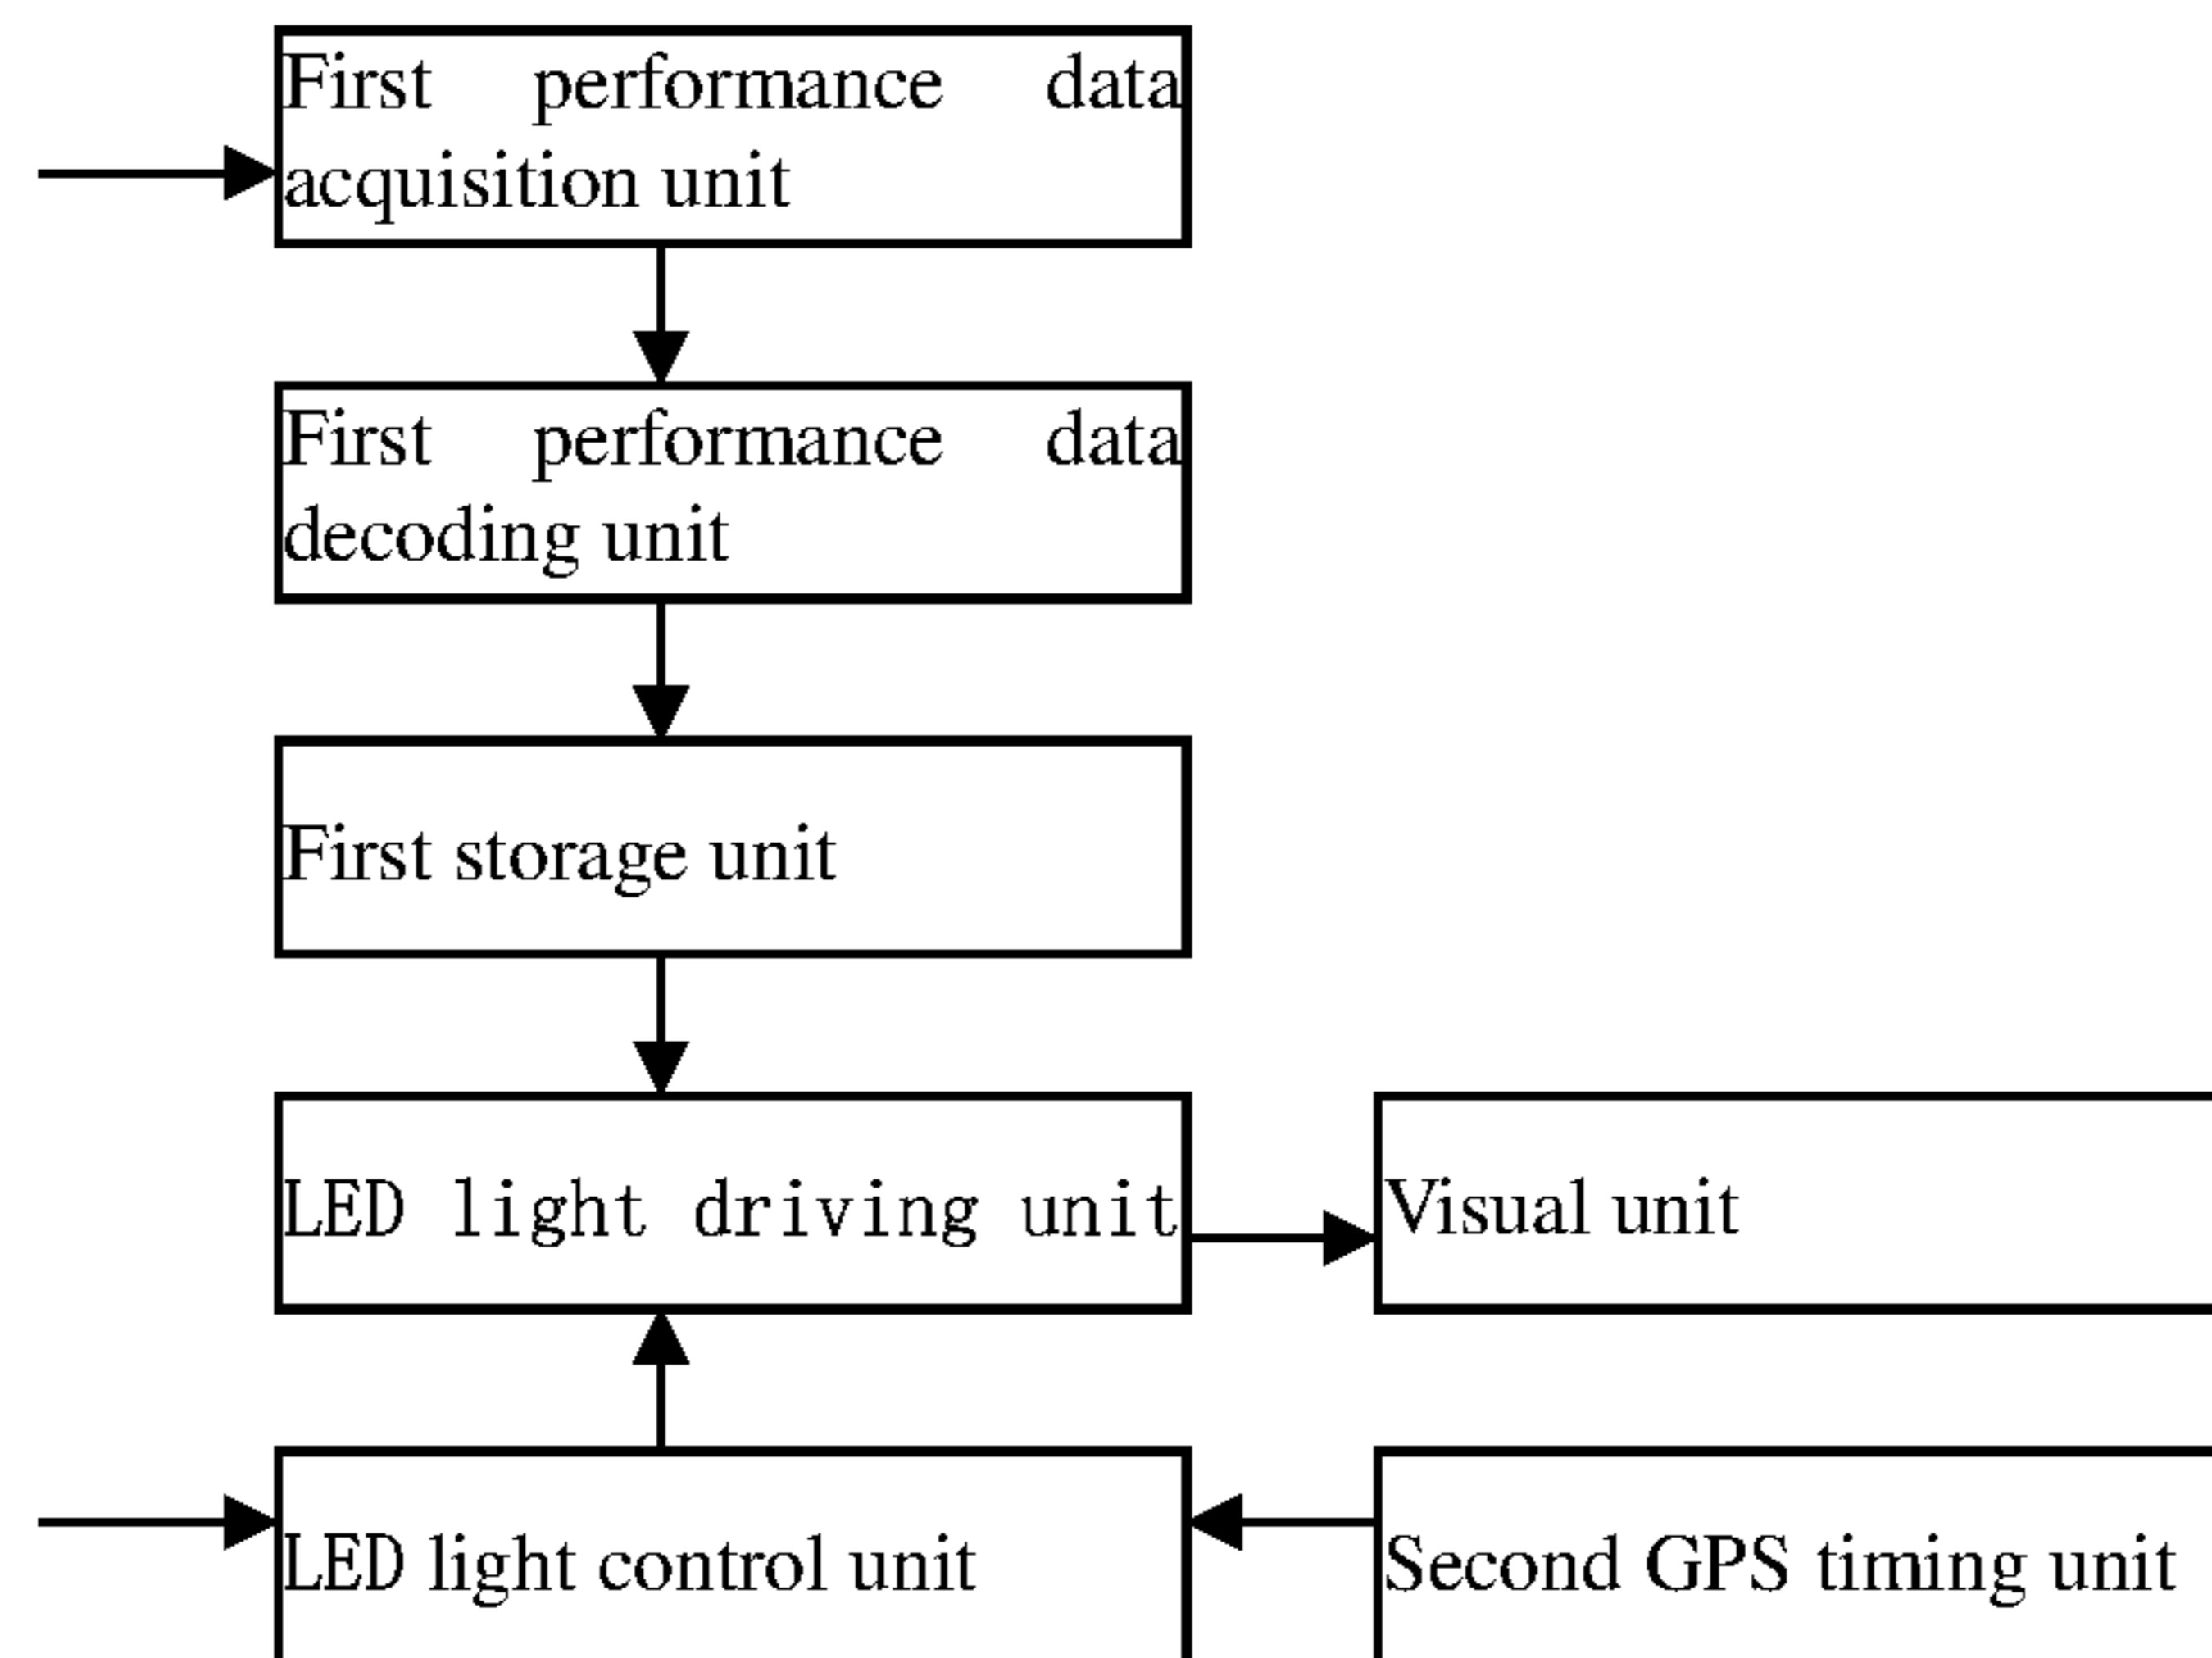 First performance data
acquisition unit
First performance data
decoding unit
First storage unit
LED light driving unit
Visual unit
LED light control unit
Second GPS timing unit